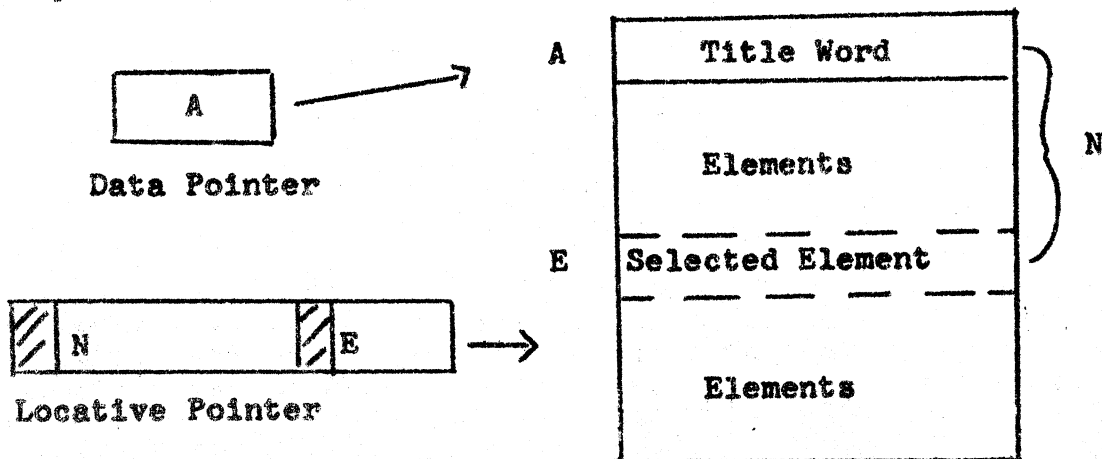 A
Data Pointer
N E
Locative Pointer
A
Title Word
Elements
N
E
Selected Element
Elements